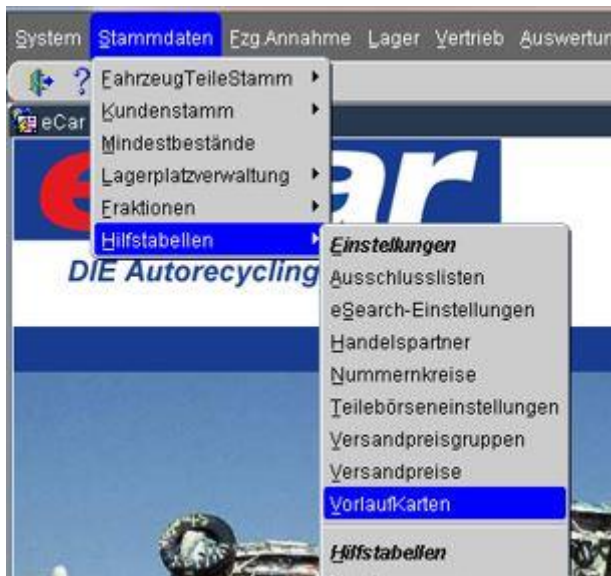 System Stammdaten Fzg.Annahme Lager Vertrieb Auswertun
?
eCar
FahrzeugTeileStamm
Kundenstamm
Mindestbestände
Lagerplatzverwaltung
Fraktionen
Hilfstabellen
ar
DIE Autorecycling
Einstellungen
Ausschlusslisten
eSearch-Einstellungen
Handelspartner
Nummernkreise
Teilebörseneinstellungen
Versandpreisgruppen
Versandpreise
VorlaufKarten
Hilfstabellen